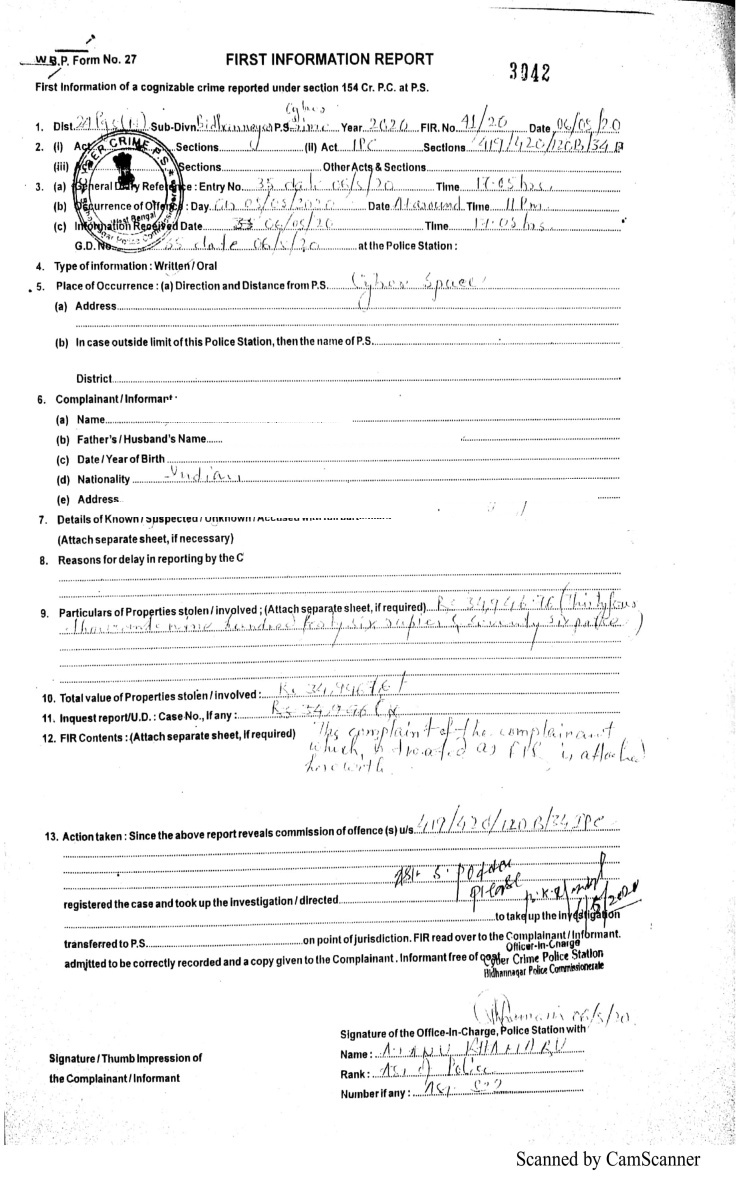 W.B.P. Form No. 27
FIRST INFORMATION REPORT
3042
First Information of a cognizable crime reported under section 154 Cr. P.C. at P.S.
Cyber
1. Dist. 24 Pgs (N) Sub-Divn. Bidhannagar P.S. Crime Year 2020 FIR. No. 41/20 Date 06/05/20
2. (i) Act Sections (II) Act IPC Sections 419/420/120B/34
(iii) Sections Other Acts & Sections
3. (a) General Diary Reference : Entry No. 35 date 06/5/20 Time 17.05 hrs
(b) Occurrence of Offence : Day On 05/05/2020 Date At around Time 11 Pm
(c) Information Received Date 06/05/20 Time 17.05 hrs
G.D. No. 35 date 06/5/20 at the Police Station :
CYBER CRIME P.S.
West Bengal
4. Type of information : Written / Oral
5. Place of Occurrence : (a) Direction and Distance from P.S. Cyber Space
(a) Address
(b) In case outside limit of this Police Station, then the name of P.S.
District
6. Complainant / Informant
(a) Name
(b) Father's / Husband's Name
(c) Date / Year of Birth
(d) Nationality Indian
(e) Address
7. Details of Known / Suspected / Unknown / Accused
(Attach separate sheet, if necessary)
8. Reasons for delay in reporting by the C
9. Particulars of Properties stolen / involved ; (Attach separate sheet, if required) Rs 34,946.76 (Thirty four
thousands nine hundred forty six rupies & seventy six paise)
10. Total value of Properties stolen / involved : Rs 34,946.76
11. Inquest report/U.D. : Case No., If any :
12. FIR Contents : (Attach separate sheet, if required) The complaint of the complainant
which is treated as FIR is attached
herewith
13. Action taken : Since the above report reveals commission of offence (s) u/s 419/420/120B/34 IPC
S. Poddar
Please
registered the case and took up the Investigation / directed
to take up the investigation
transferred to P.S. on point of jurisdiction. FIR read over to the Complainant / Informant.
admitted to be correctly recorded and a copy given to the Complainant. Informant free of cost
Officer-In-Charge
Cyber Crime Police Station
Bidhannagar Police Commissionerate
06/5/20
Signature of the Office-In-Charge, Police Station with
Signature / Thumb Impression of
the Complainant / Informant
Name :
Rank : ASI of Police
Number if any :
Scanned by CamScanner